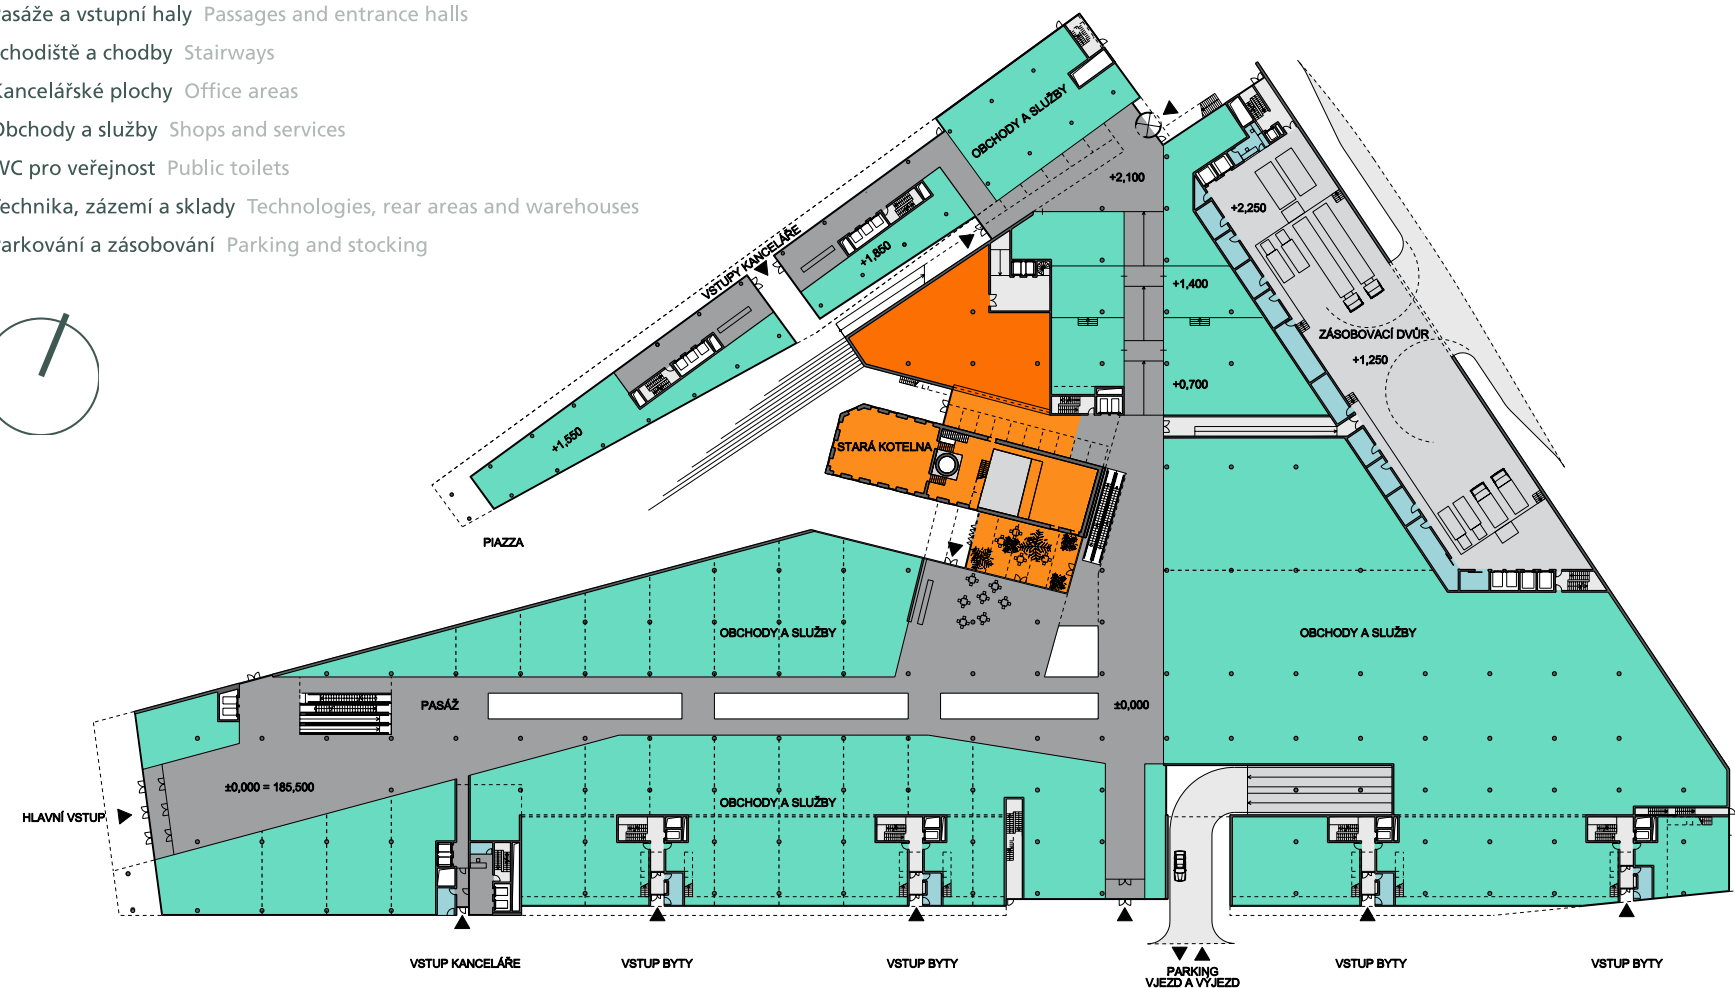 asáže a vstupní haly Passages and entrance halls
chodiště a chodby Stairways
Kancelářské plochy Office areas
Obchody a služby Shops and services
WC pro veřejnost Public toilets
echnika, zázemí a sklady Technologies, rear areas and warehouses
arkování a zásobování Parking and stocking
OBCHODY A SLUŽBY
+2,100
+2,250
VSTUPY KANCELÁŘE
+1,850
+1,400
ZÁSOBOVACÍ DVŮR
+1,250
+0,700
+1,550
STARÁ KOTELNA
PIAZZA
OBCHODY A SLUŽBY
OBCHODY A SLUŽBY
PASÁŽ
±0,000
±0,000 = 185,500
OBCHODY A SLUŽBY
HLAVNÍ VSTUP
VSTUP KANCELÁŘE
VSTUP BYTY
VSTUP BYTY
PARKING
VJEZD A VÝJEZD
VSTUP BYTY
VSTUP BYTY